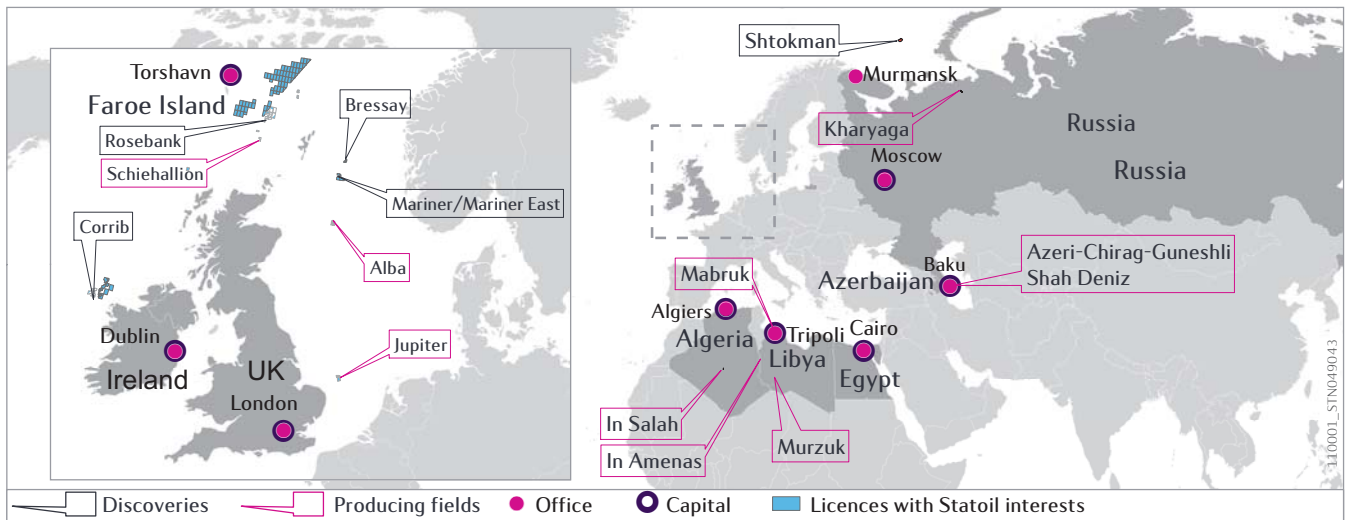 Torshavn
Faroe Island
Rosebank
Schiehallion
Bressay
Mariner/Mariner East
Corrib
Alba
Dublin
Ireland
UK
London
Jupiter
Shtokman
Murmansk
Kharyaga
Russia
Moscow
Russia
Azeri-Chirag-Guneshli
Shah Deniz
Baku
Azerbaijan
Mabruk
Algiers
Algeria
Tripoli
Libya
Cairo
Egypt
In Salah
In Amenas
Murzuk
110001_STN049043
Discoveries
Producing fields
Office
Capital
Licences with Statoil interests